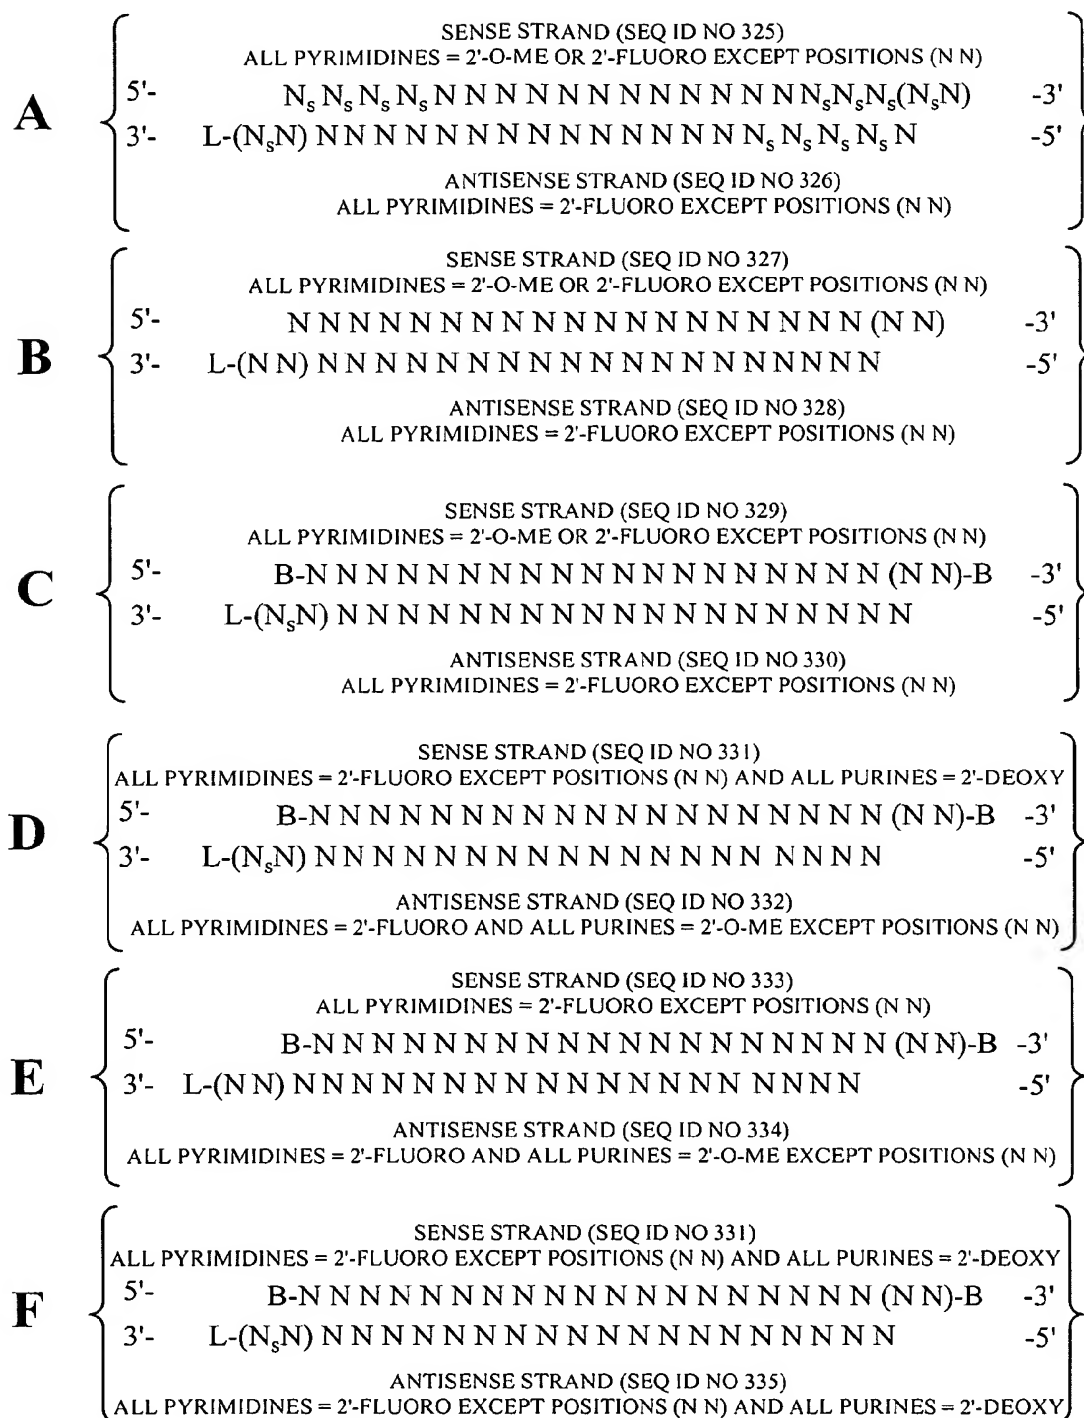 SENSE STRAND (SEQ ID NO 325)
ALL PYRIMIDINES = 2'-O-ME OR 2'-FLUORO EXCEPT POSITIONS (N N)
5'- NₛNₛNₛNₛN N N N N N N N N N N N NₛNₛNₛ(NₛN) -3'
A
3'- L-(NₛN) N N N N N N N N N N N N N N Nₛ Nₛ Nₛ Nₛ N -5'
ANTISENSE STRAND (SEQ ID NO 326)
ALL PYRIMIDINES = 2'-FLUORO EXCEPT POSITIONS (N N)
SENSE STRAND (SEQ ID NO 327)
ALL PYRIMIDINES = 2'-O-ME OR 2'-FLUORO EXCEPT POSITIONS (N N)
5'- N N N N N N N N N N N N N N N N N N N (N N) -3'
B
3'- L-(N N) N N N N N N N N N N N N N N N N N N N -5'
ANTISENSE STRAND (SEQ ID NO 328)
ALL PYRIMIDINES = 2'-FLUORO EXCEPT POSITIONS (N N)
SENSE STRAND (SEQ ID NO 329)
ALL PYRIMIDINES = 2'-O-ME OR 2'-FLUORO EXCEPT POSITIONS (N N)
5'- B-N N N N N N N N N N N N N N N N N N N (N N)-B -3'
C
3'- L-(NₛN) N N N N N N N N N N N N N N N N N N N -5'
ANTISENSE STRAND (SEQ ID NO 330)
ALL PYRIMIDINES = 2'-FLUORO EXCEPT POSITIONS (N N)
SENSE STRAND (SEQ ID NO 331)
ALL PYRIMIDINES = 2'-FLUORO EXCEPT POSITIONS (N N) AND ALL PURINES = 2'-DEOXY
5'- B-N N N N N N N N N N N N N N N N N N N (N N)-B -3'
D
3'- L-(NₛN) N N N N N N N N N N N N N N N N N N N -5'
ANTISENSE STRAND (SEQ ID NO 332)
ALL PYRIMIDINES = 2'-FLUORO AND ALL PURINES = 2'-O-ME EXCEPT POSITIONS (N N)
SENSE STRAND (SEQ ID NO 333)
ALL PYRIMIDINES = 2'-FLUORO EXCEPT POSITIONS (N N)
5'- B-N N N N N N N N N N N N N N N N N N N (N N)-B -3'
E
3'- L-(N N) N N N N N N N N N N N N N N N N N N N -5'
ANTISENSE STRAND (SEQ ID NO 334)
ALL PYRIMIDINES = 2'-FLUORO AND ALL PURINES = 2'-O-ME EXCEPT POSITIONS (N N)
SENSE STRAND (SEQ ID NO 331)
ALL PYRIMIDINES = 2'-FLUORO EXCEPT POSITIONS (N N) AND ALL PURINES = 2'-DEOXY
5'- B-N N N N N N N N N N N N N N N N N N N (N N)-B -3'
F
3'- L-(NₛN) N N N N N N N N N N N N N N N N N N N -5'
ANTISENSE STRAND (SEQ ID NO 335)
ALL PYRIMIDINES = 2'-FLUORO EXCEPT POSITIONS (N N) AND ALL PURINES = 2'-DEOXY